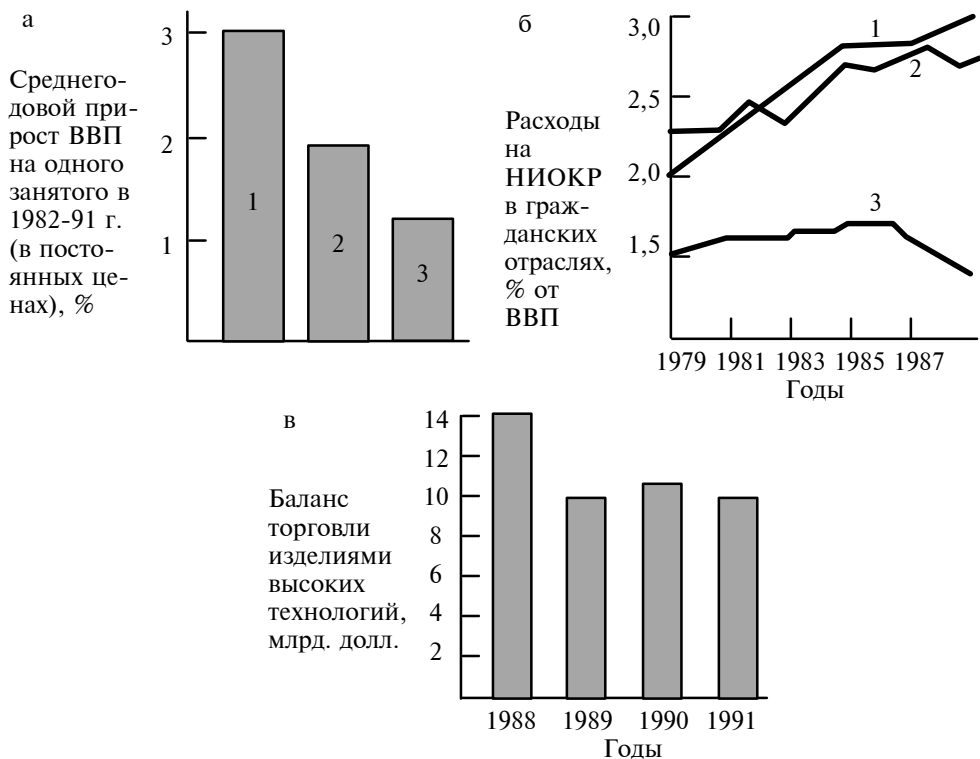 а
Среднего-
довой при-
рост ВВП
на одного
занятого в
1982-91 г.
(в посто-
янных це-
нах), %
3
2
1
1
2
3
б
Расходы
на
НИОКР
в граж-
данских
отраслях,
% от
ВВП
3,0
2,5
2,0
1,5
1
2
3
1979 1981 1983 1985 1987
Годы
в
Баланс
торговли
изделиями
высоких
технологий,
млрд. долл.
14
12
10
8
6
4
2
1988 1989 1990 1991
Годы